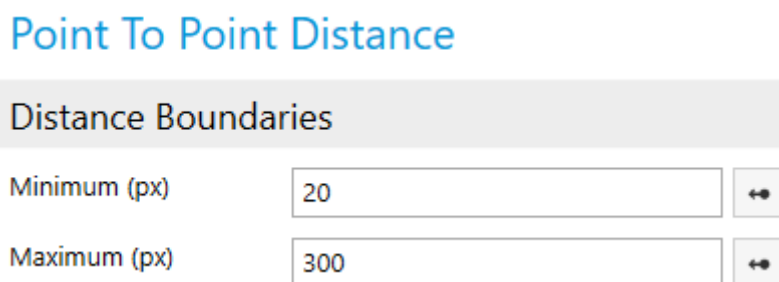 Point To Point Distance
Distance Boundaries
Minimum (px) 20
Maximum (px) 300